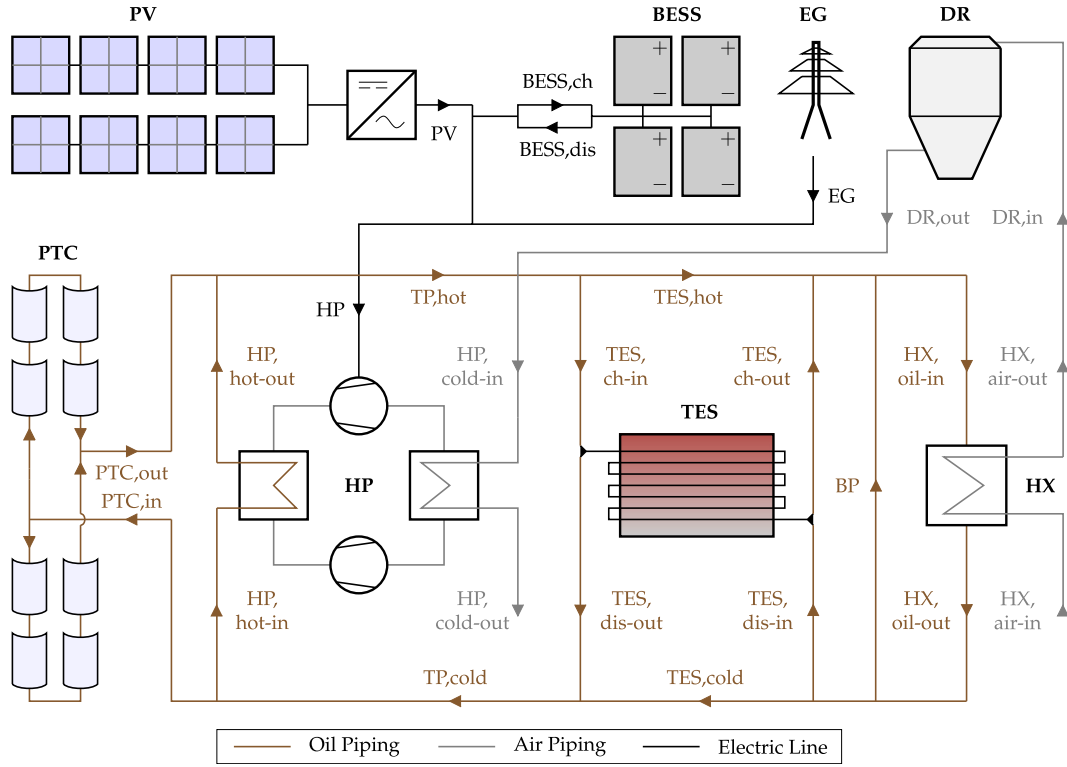 PV
BESS
EG
DR
BESS,ch
PV
BESS,dis
EG
DR,out
DR,in
PTC
HP
TP,hot
TES,hot
HP,
hot-out
HP,
cold-in
TES,
ch-in
TES,
ch-out
HX,
oil-in
HX,
air-out
TES
PTC,out
PTC,in
HP
BP
HX
HP,
hot-in
HP,
cold-out
TES,
dis-out
TES,
dis-in
HX,
oil-out
HX,
air-in
TP,cold
TES,cold
Oil Piping
Air Piping
Electric Line